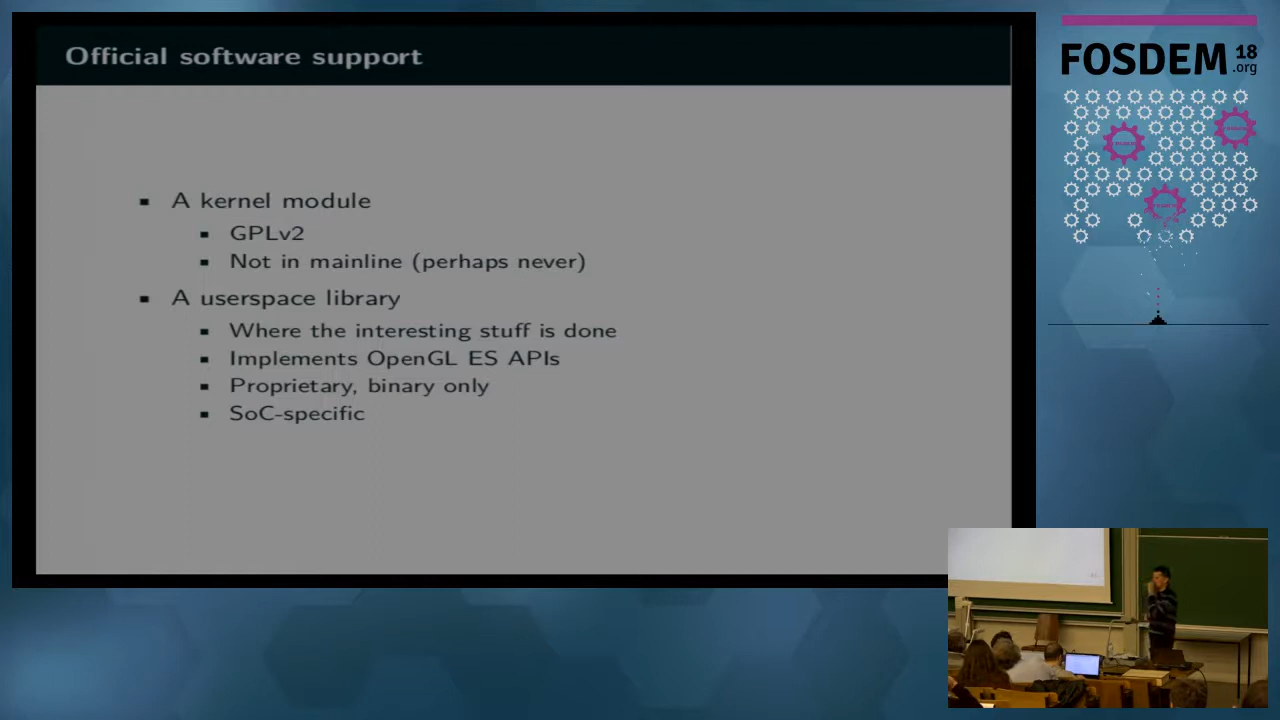 Official software support
A kernel module
GPLv2
Not in mainline (perhaps never)
A userspace library
Where the interesting stuff is done
Implements OpenGL ES APIs
Proprietary, binary only
SoC-specific
FOSDEM 18
.org